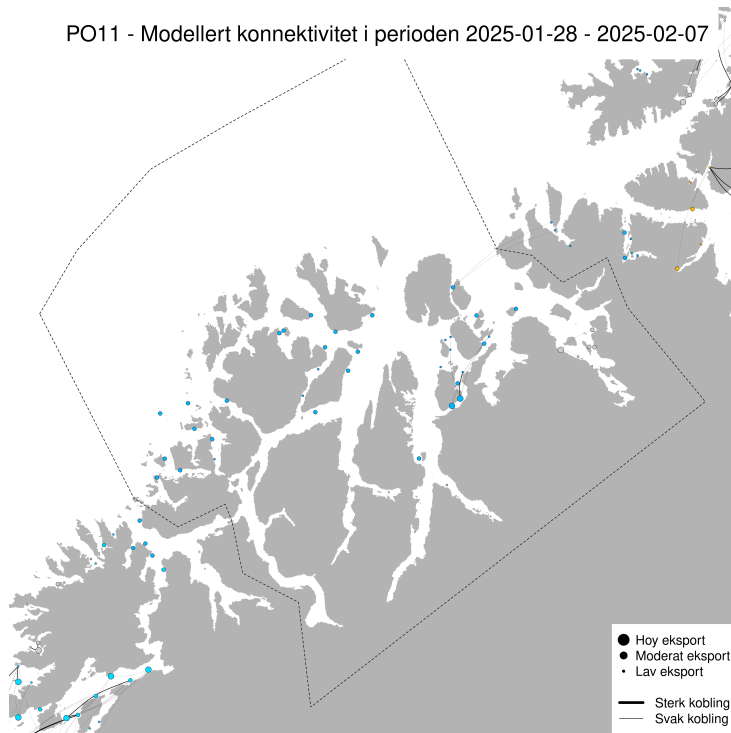 PO11 - Modellert konnektivitet i perioden 2025-01-28 - 2025-02-07
Hoy eksport
Moderat eksport
Lav eksport
Sterk kobling
Svak kobling